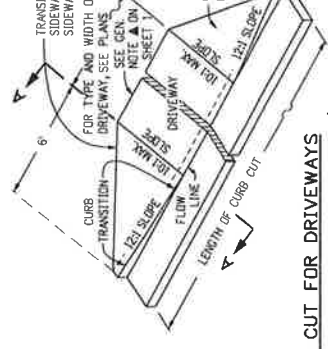 TRANSI
SIDEWA
SIDEW
FOR TYPE AND WIDTH O
DRIVEWAY, SEE PLANS
SEE GEN.
NOTE ▲ ON
SHEET 1
A
6'
CURB
TRANSITION
12:1 SLOPE
10:1 MAX.
SLOPE
FLOW
LINE
DRIVEWAY
10:1 MAX.
SLOPE
12:1 SLOPE
LENGTH OF CURB CUT
A
CUT FOR DRIVEWAYS